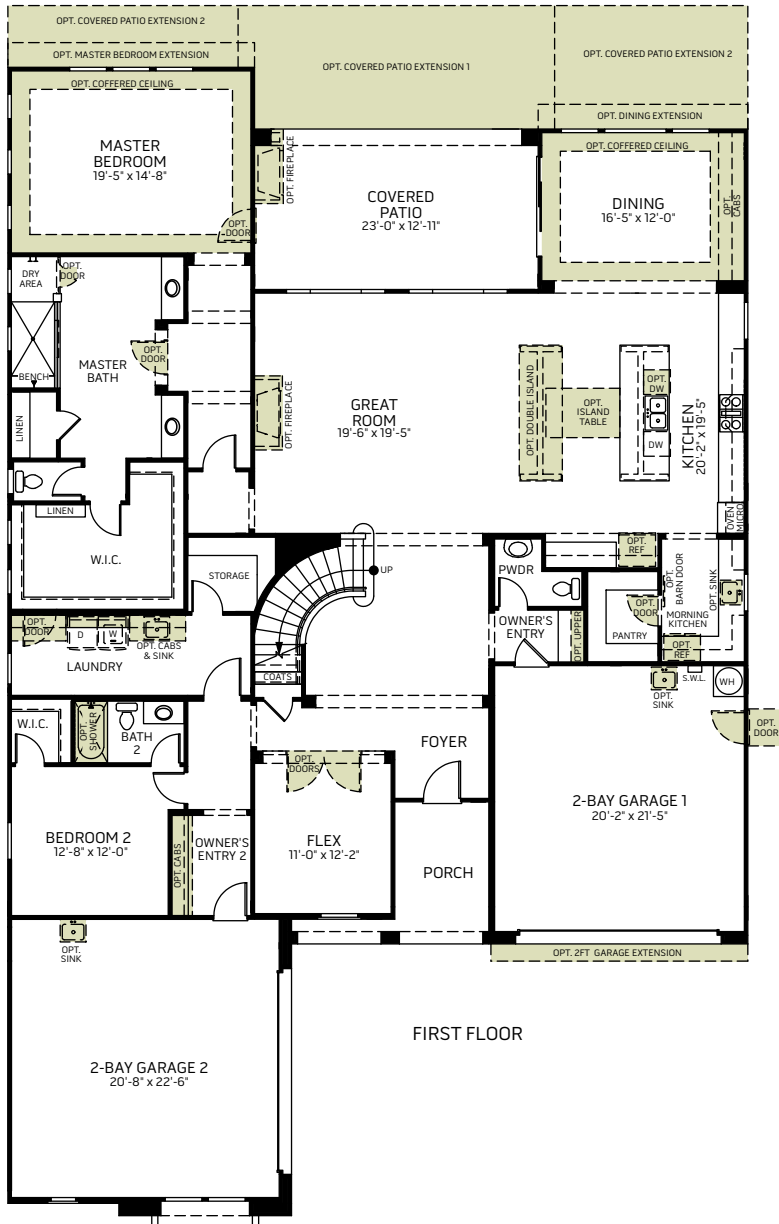 OPT. COVERED PATIO EXTENSION 2
OPT. MASTER BEDROOM EXTENSION
OPT. COVERED PATIO EXTENSION 1
OPT. COVERED PATIO EXTENSION 2
OPT. DINING EXTENSION
OPT. COFFERED CEILING
MASTER
BEDROOM
19'-5" x 14'-8"
OPT.
DOOR
OPT. FIREPLACE
COVERED
PATIO
23'-0" x 12'-11"
OPT. COFFERED CEILING
DINING
16'-5" x 12'-0"
OPT.
CABS
DRY
AREA
OPT.
DOOR
BENCH
MASTER
BATH
OPT.
DOOR
LINEN
LINEN
W.I.C.
OPT. FIREPLACE
GREAT
ROOM
19'-6" x 19'-5"
OPT. DOUBLE ISLAND
OPT.
ISLAND
TABLE
OPT.
DW
DW
KITCHEN
20'-2" x 19'-5"
OVEN
MICRO
STORAGE
UP
PWDR
OPT.
REF
OPT.
BARN DOOR
OPT. SINK
MORNING
KITCHEN
OPT.
DOOR
PANTRY
OPT.
REF
OWNER'S
ENTRY
OPT. UPPER
OPT.
DOOR
D
W
OPT. CABS
& SINK
LAUNDRY
COATS
OPT.
SINK
S.W.L.
WH
OPT.
DOOR
W.I.C.
OPT.
SHOWER
BATH
2
FOYER
OPT.
DOORS
2-BAY GARAGE 1
20'-2" x 21'-5"
BEDROOM 2
12'-8" x 12'-0"
OPT. CABS
OWNER'S
ENTRY 2
FLEX
11'-0" x 12'-2"
PORCH
OPT.
SINK
OPT. 2FT GARAGE EXTENSION
FIRST FLOOR
2-BAY GARAGE 2
20'-8" x 22'-6"